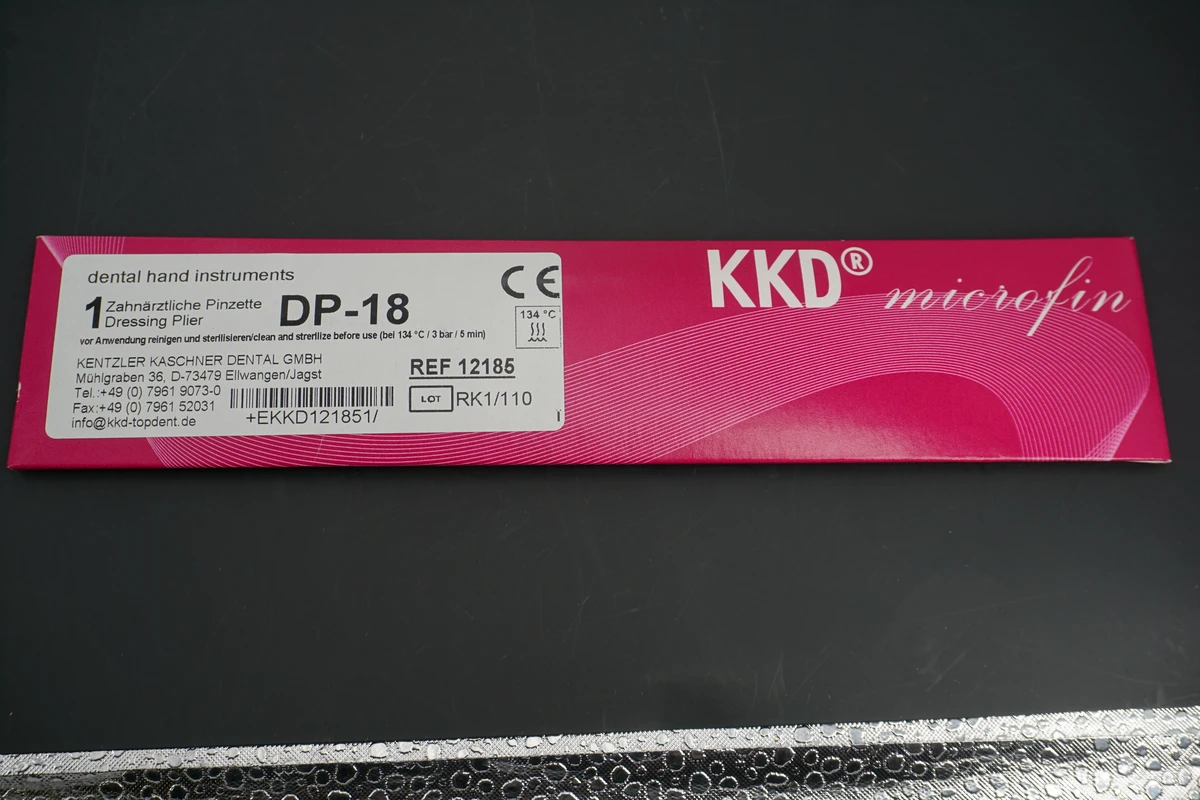 dental hand instruments
CE
1 Zahnärztliche Pinzette
Dressing Plier
DP-18
134 °C
vor Anwendung reinigen und sterilisieren/clean and strerilize before use (bei 134 °C / 3 bar / 5 min)
KENTZLER KASCHNER DENTAL GMBH
Mühlgraben 36, D-73479 Ellwangen/Jagst
Tel.:+49 (0) 7961 9073-0
Fax:+49 (0) 7961 52031
info@kkd-topdent.de
+EKKD121851/
REF 12185
LOT RK1/110
KKD® microfin